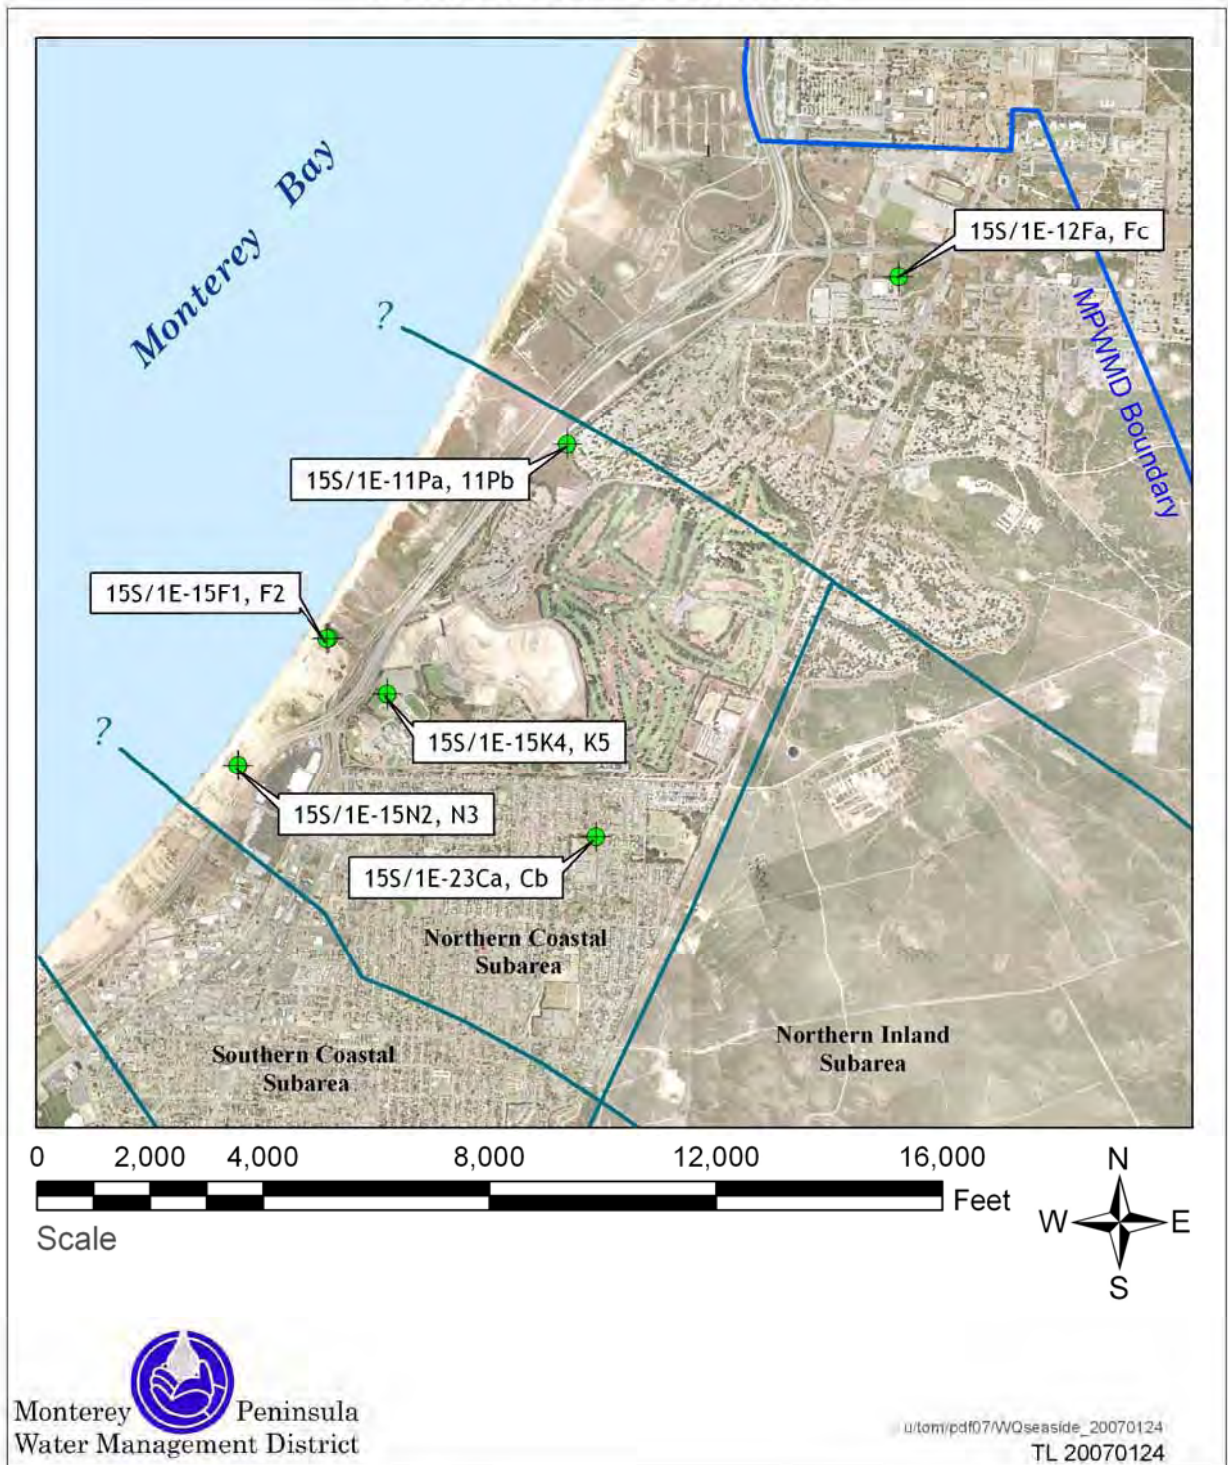 Monterey Bay
?
15S/1E-12Fa, Fc
MPWMD Boundary
15S/1E-11Pa, 11Pb
15S/1E-15F1, F2
?
15S/1E-15K4, K5
15S/1E-15N2, N3
15S/1E-23Ca, Cb
Northern Coastal
Subarea
Southern Coastal
Subarea
Northern Inland
Subarea
0 2,000 4,000 8,000 12,000 16,000
Feet
Scale
N
W E
S
Monterey Peninsula
Water Management District
u/tom/pdf07/WQseaside_20070124
TL 20070124